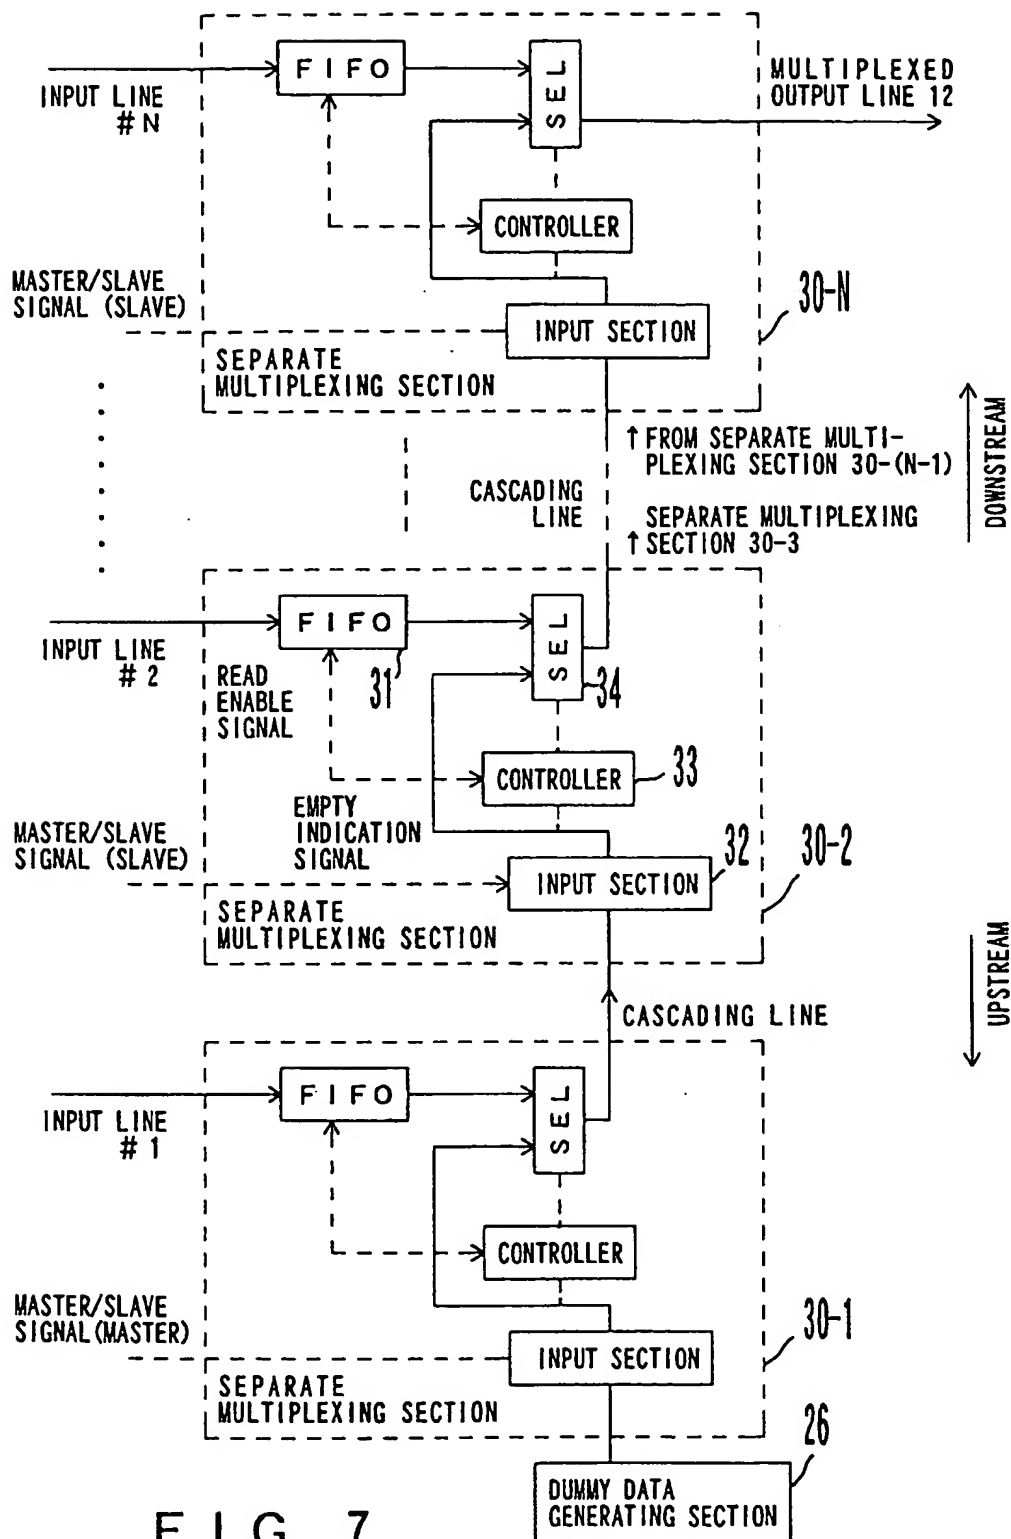 FIFO
SEL
MULTIPLEXED
OUTPUT LINE 12
INPUT LINE
# N
CONTROLLER
MASTER/SLAVE
SIGNAL (SLAVE)
30-N
INPUT SECTION
SEPARATE
MULTIPLEXING SECTION
↑ FROM SEPARATE MULTI-
PLEXING SECTION 30-(N-1)
DOWNSTREAM
CASCADING
LINE
SEPARATE MULTIPLEXING
↑ SECTION 30-3
FIFO
SEL
INPUT LINE
# 2
31
34
READ
ENABLE
SIGNAL
CONTROLLER
33
EMPTY
INDICATION
SIGNAL
MASTER/SLAVE
SIGNAL (SLAVE)
32
30-2
INPUT SECTION
SEPARATE
MULTIPLEXING SECTION
UPSTREAM
CASCADING LINE
FIFO
SEL
INPUT LINE
# 1
CONTROLLER
MASTER/SLAVE
SIGNAL(MASTER)
30-1
INPUT SECTION
SEPARATE
MULTIPLEXING SECTION
26
DUMMY DATA
GENERATING SECTION
FIG. 7